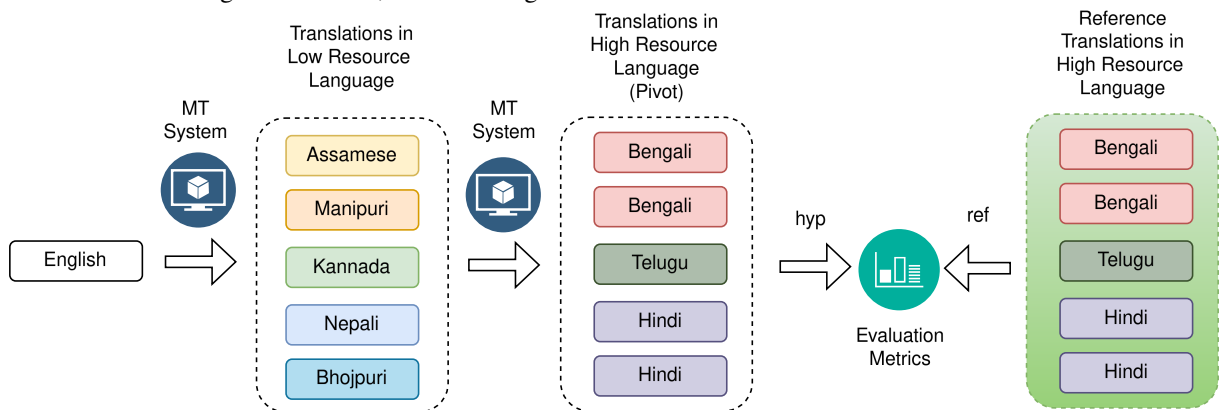 Translations in
Low Resource
Language
Translations in
High Resource
Language
(Pivot)
Reference
Translations in
High Resource
Language
MT
System
MT
System
English
Assamese
Manipuri
Kannada
Nepali
Bhojpuri
Bengali
Bengali
Telugu
Hindi
Hindi
hyp
ref
Evaluation
Metrics
Bengali
Bengali
Telugu
Hindi
Hindi